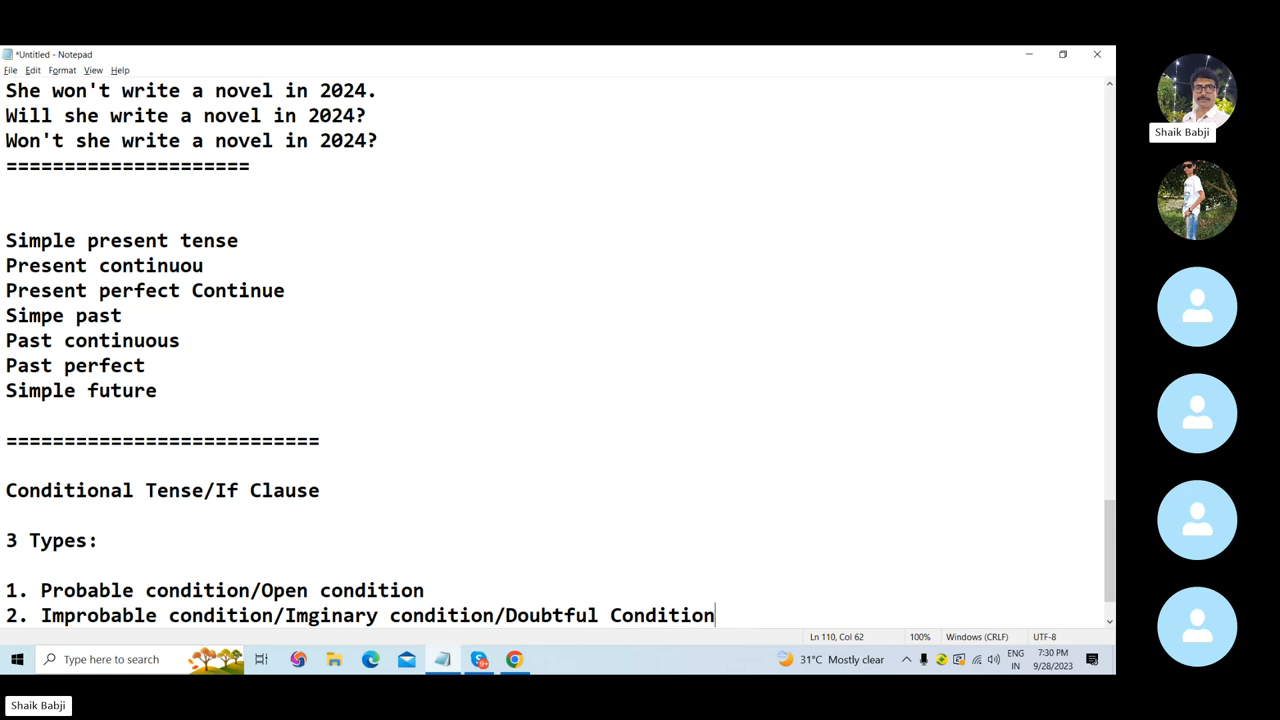 *Untitled - Notepad
File Edit Format View Help
She won't write a novel in 2024.
Will she write a novel in 2024?
Won't she write a novel in 2024?
=====================
Simple present tense
Present continuou
Present perfect Continue
Simpe past
Past continuous
Past perfect
Simple future
===========================
Conditional Tense/If Clause
3 Types:
1. Probable condition/Open condition
2. Improbable condition/Imginary condition/Doubtful Condition
Ln 110, Col 62 100% Windows (CRLF) UTF-8
Type here to search
31°C Mostly clear
ENG
IN
7:30 PM
9/28/2023
Shaik Babji
Shaik Babji